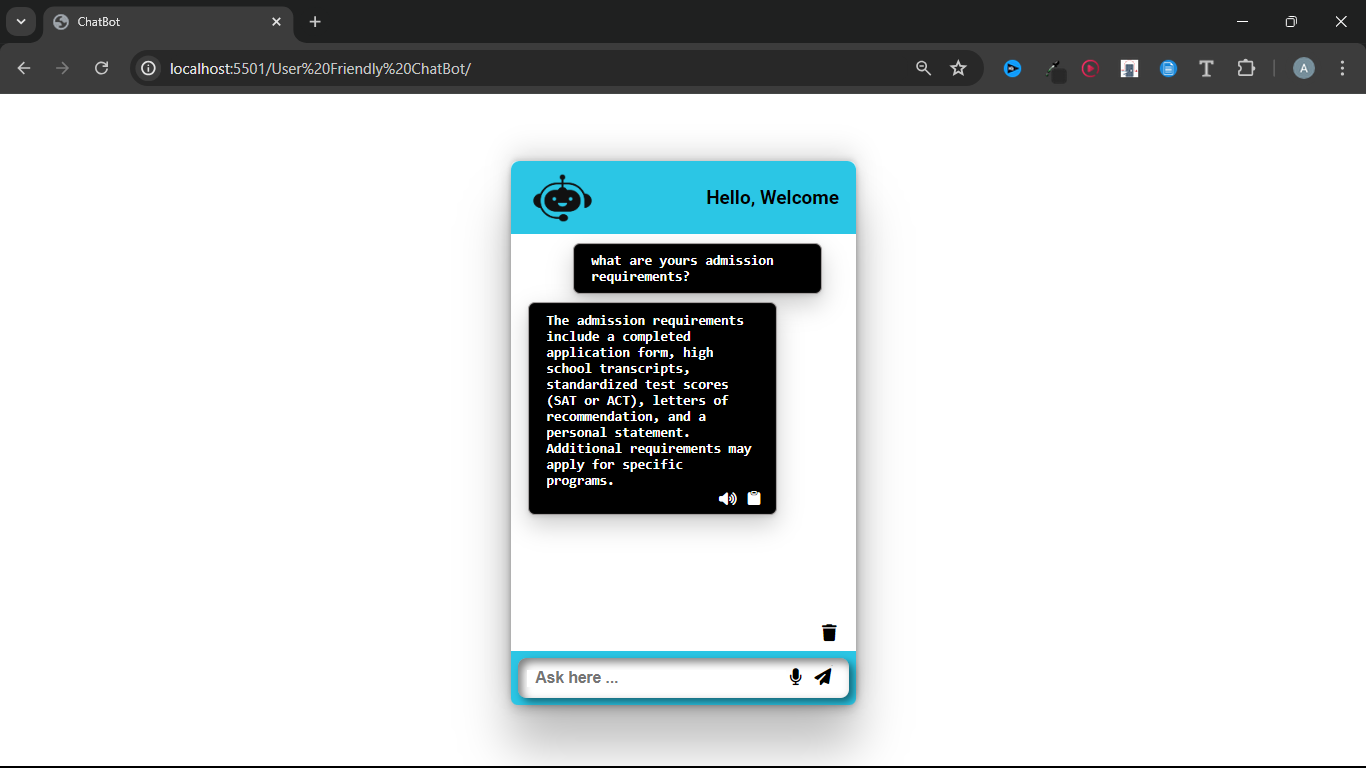 ChatBot
localhost:5501/User%20Friendly%20ChatBot/
A
Hello, Welcome
what are yours admission
requirements?
The admission requirements
include a completed
application form, high
school transcripts,
standardized test scores
(SAT or ACT), letters of
recommendation, and a
personal statement.
Additional requirements may
apply for specific
programs.
Ask here ...